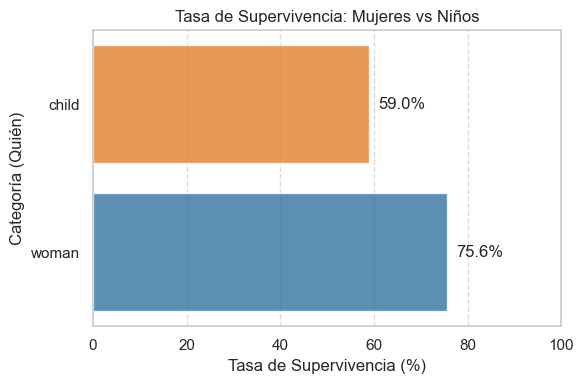 Tasa de Supervivencia: Mujeres vs Niños
Categoría (Quién)
child
59.0%
woman
75.6%
0 20 40 60 80 100
Tasa de Supervivencia (%)